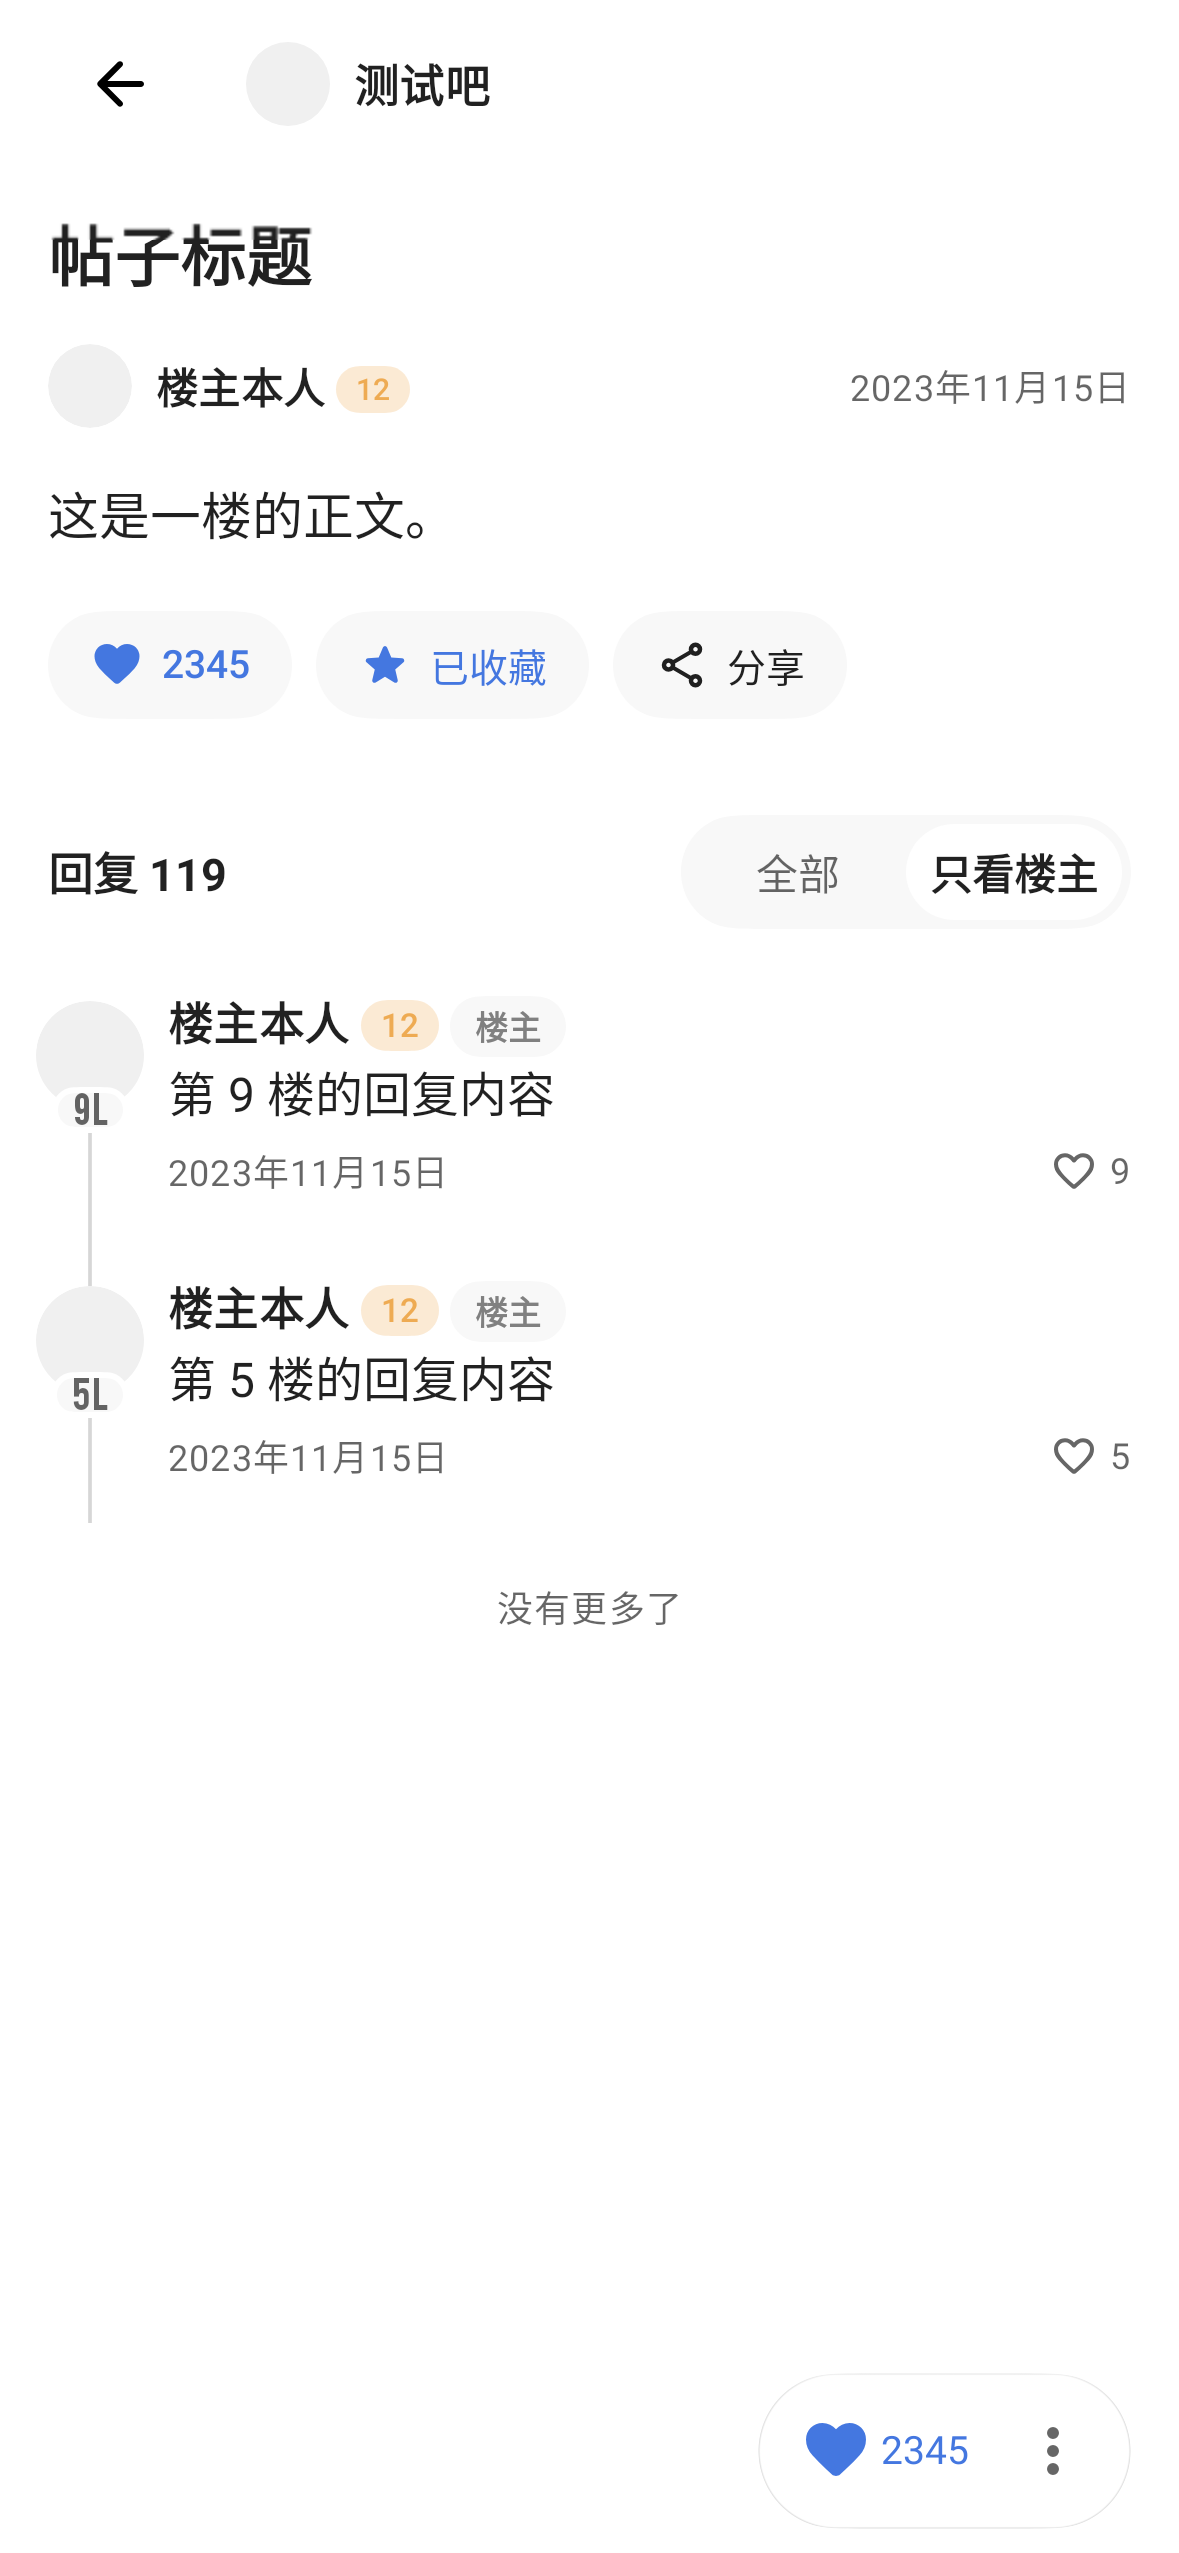 测试吧
帖子标题
楼主本人 12 2023年11月15日
这是一楼的正文。
2345 已收藏 分享
回复 119 全部 只看楼主
楼主本人 12 楼主
9L 第 9 楼的回复内容
2023年11月15日 9
楼主本人 12 楼主
5L 第 5 楼的回复内容
2023年11月15日 5
没有更多了
2345